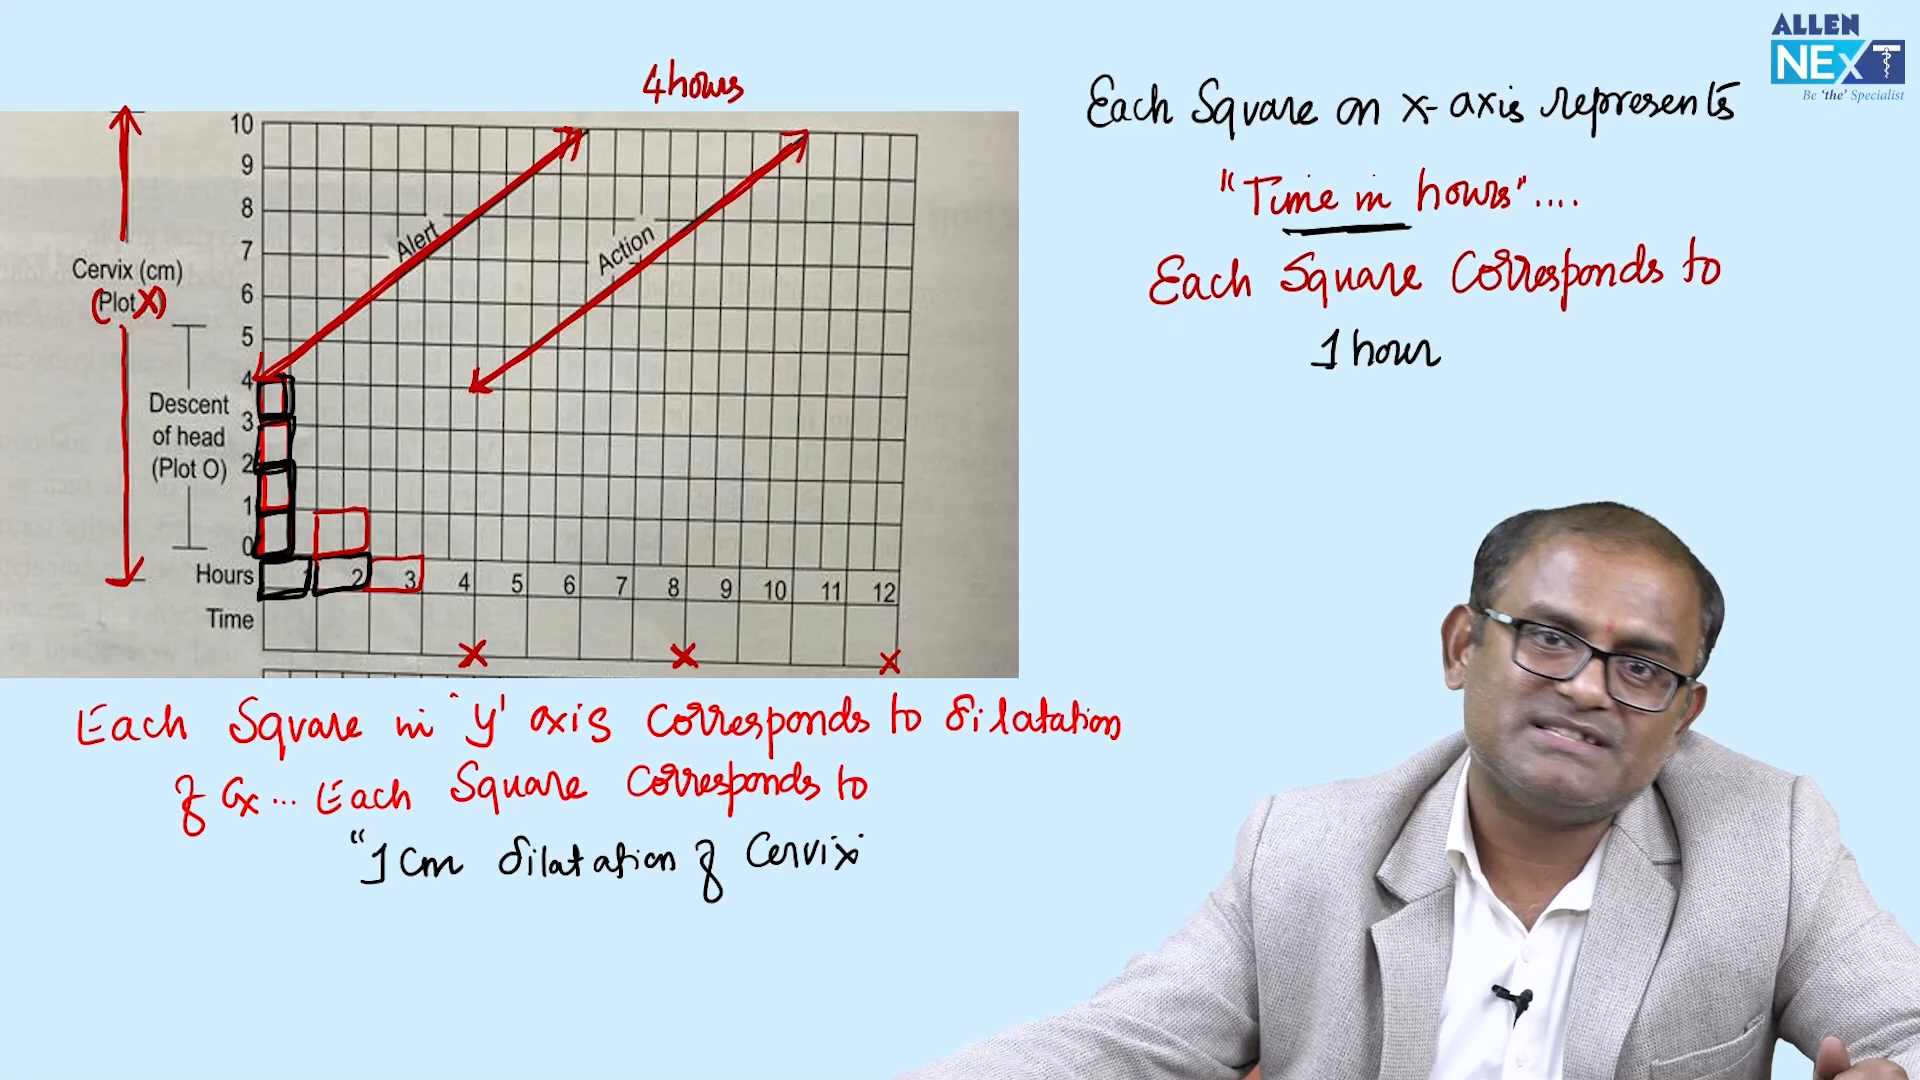 ALLEN
NEXT
Be 'the' Specialist
4 hours
Each Square on x-axis represents
"Time in hours"....
Each Square Corresponds to
1 hour
10
9
8
7
6
5
4
3
2
1
0
Cervix (cm)
(Plot X)
Descent
of head
(Plot O)
Alert
Action
Hours 1 2 3 4 5 6 7 8 9 10 11 12
Time
x x x
Each Square in 'y' axis Corresponds to dilatation
of Cx... Each Square Corresponds to
"1 cm dilatation of Cervix